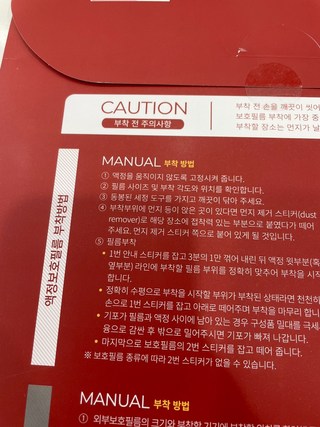 CAUTION
부착 전 주의사항
부착 전 손을 깨끗이 씻어
보호필름 부착에 가장 중
부착할 장소는 먼지가 날
액정보호필름 부착방법
MANUAL 부착 방법
① 액정을 움직이지 않도록 고정시켜 줍니다.
② 필름 사이즈 및 부착 각도와 위치를 확인합니다.
③ 동봉된 세정 도구를 가지고 깨끗이 닦아 주세요.
④ 부착부위에 먼지 등이 앉은 곳이 있다면 먼지 제거 스티커(dust
remover)로 해당 장소에 접착력 있는 부분으로 붙였다가 떼어
주세요. 먼지 제거 스티커 쪽으로 붙어 있게 될 것입니다.
⑤ 필름부착
• 1번 안내 스티커를 잡고 3분의 1만 꺾어 내린 뒤 액정 윗부분(혹
옆부분) 라인에 부착할 필름 부위를 정확히 맞추어 부착을 시
니다.
• 정확히 수평으로 부착을 시작할 부위가 부착된 상태라면 천천히
손으로 1번 스티커를 잡고 아래로 떼어주며 부착을 마무리 합니
• 기포가 필름과 액정 사이에 남아 있는 경우 구성품 밀대를 극세
융으로 감싼 후 밖으로 밀어주시면 기포가 빠져 나갑니다.
• 마지막으로 보호필름의 2번 스티커를 잡고 떼어 줍니다.
※ 보호필름 종류에 따라 2번 스티커가 없을 수 있습니다.
MANUAL 부착 방법
① 외부보호필름의 크기와 부착할 기기에 부착할 위치를 확인